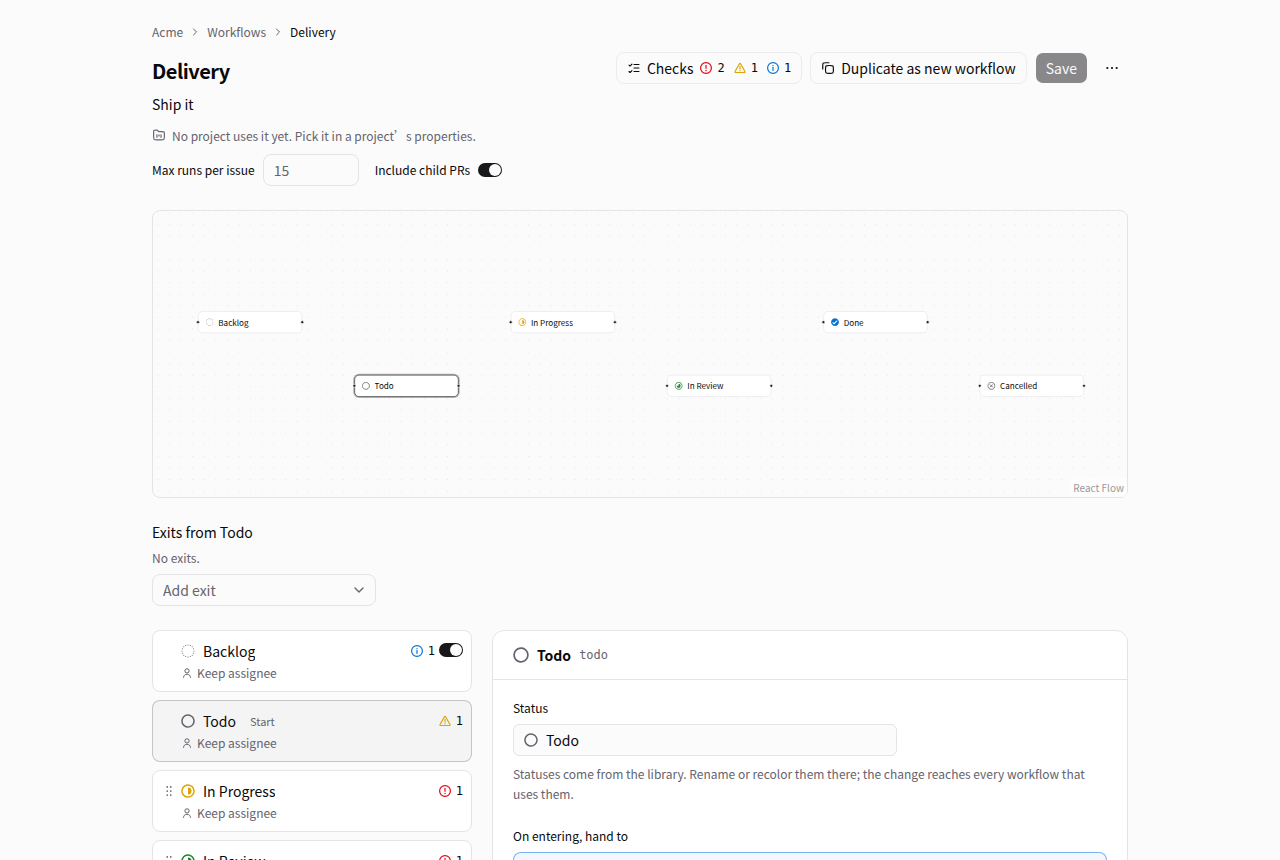 Acme > Workflows > Delivery
Delivery
Checks 2 1 1
Duplicate as new workflow
Save
Ship it
No project uses it yet. Pick it in a project’s properties.
Max runs per issue 15 Include child PRs
Backlog
In Progress
Done
Todo
In Review
Cancelled
React Flow
Exits from Todo
No exits.
Add exit
Backlog 1
Keep assignee
Todo Start 1
Keep assignee
In Progress 1
Keep assignee
In Review 1
Todo todo
Status
Todo
Statuses come from the library. Rename or recolor them there; the change reaches every workflow that
uses them.
On entering, hand to